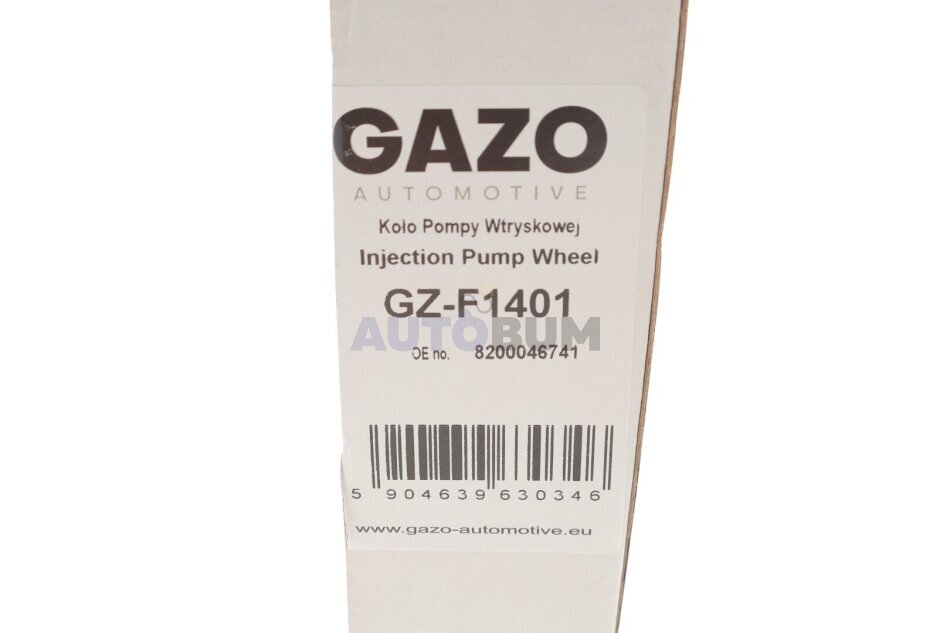 GAZO
AUTOMOTIVE
Koło Pompy Wtryskowej
Injection Pump Wheel
GZ-F1401
AUTOBUM
OE no. 8200046741
5 904639 630346
www.gazo-automotive.eu